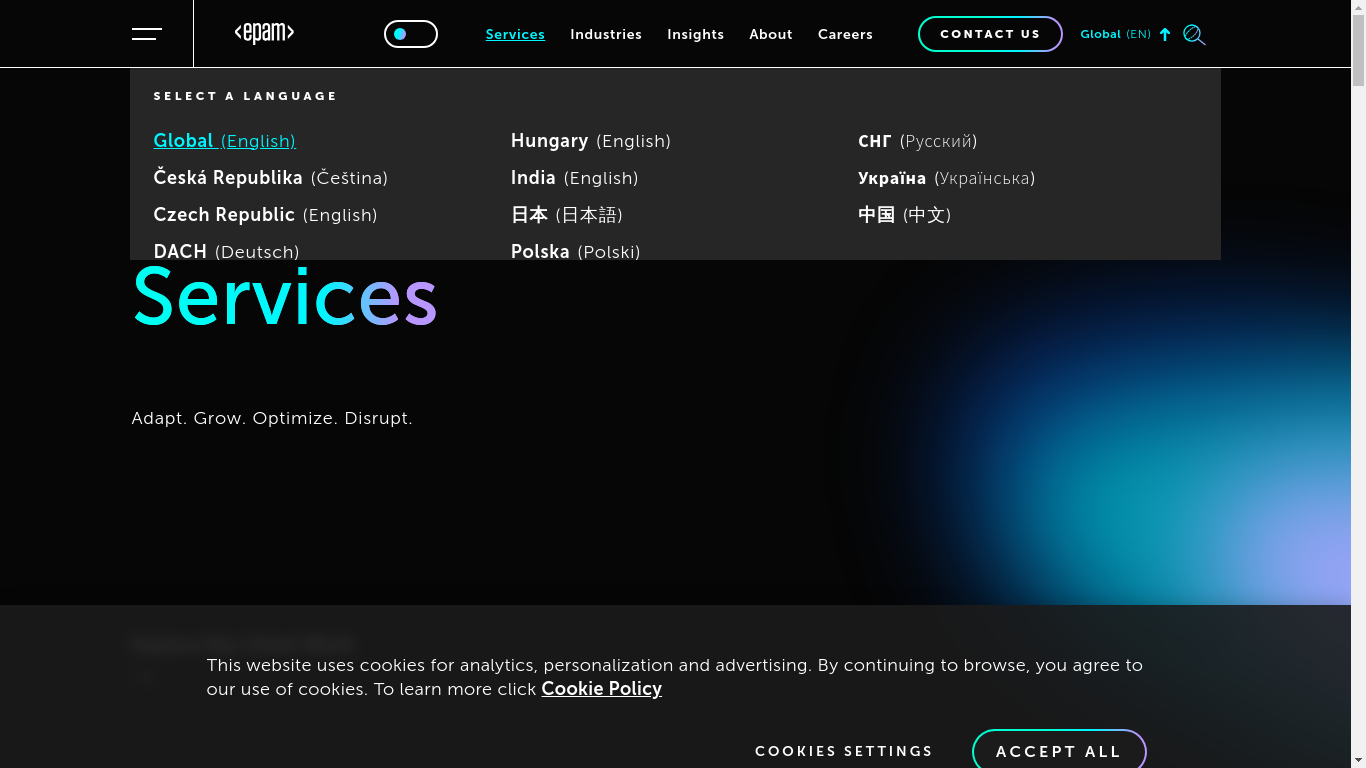 <epam>
Services Industries Insights About Careers
CONTACT US
Global (EN)
SELECT A LANGUAGE
Global (English)
Česká Republika (Čeština)
Czech Republic (English)
DACH (Deutsch)
Hungary (English)
India (English)
日本 (日本語)
Polska (Polski)
СНГ (Русский)
Україна (Українська)
中国 (中文)
Services
Adapt. Grow. Optimize. Disrupt.
This website uses cookies for analytics, personalization and advertising. By continuing to browse, you agree to
our use of cookies. To learn more click Cookie Policy
COOKIES SETTINGS
ACCEPT ALL